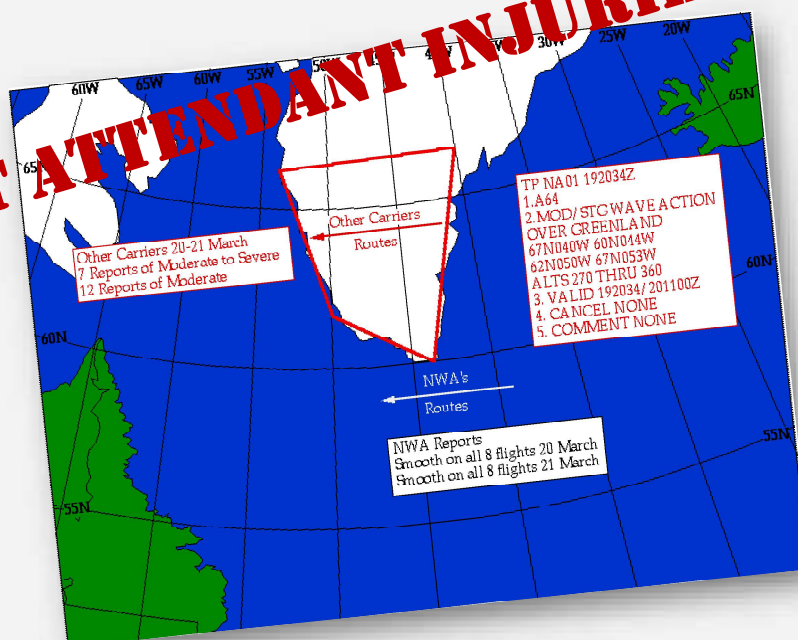 T ATTENDANT INJURI
60W 65W 60W 55W 50W 45W 40W 30W 25W 20W
65N
65
Other Carriers
Routes
Other Carriers 20-21 March
7 Reports of Moderate to Severe
12 Reports of Moderate
TP NA01 192034Z
1.A64
2.MOD/STG WAVE ACTION
OVER GREENLAND
67N040W 60N044W
62N050W 67N053W
ALTS 270 THRU 360
3. VALID 192034/201100Z
4. CANCEL NONE
5. COMMENT NONE
60N
60N
NWA's
Routes
NWA Reports
Smooth on all 8 flights 20 March
Smooth on all 8 flights 21 March
55N
55N